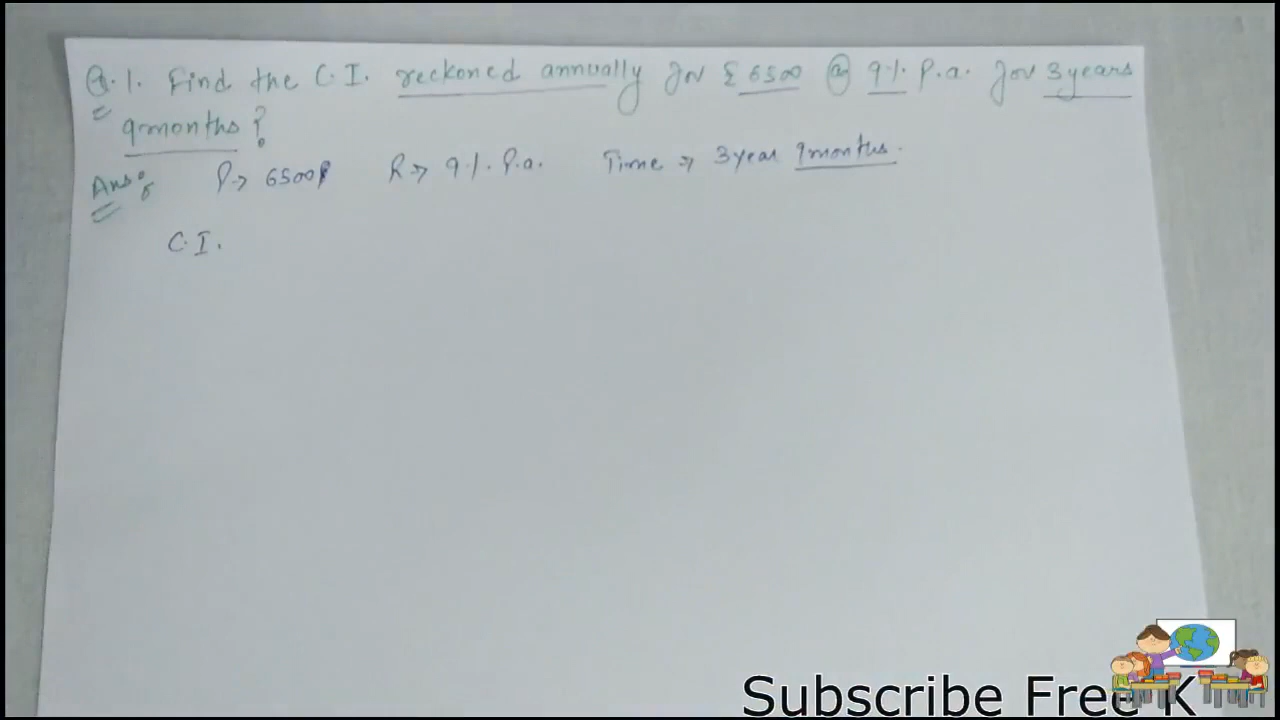 Q.1. Find the C.I. reckoned annually for ₹ 6500 @ 9% P.a. for 3 years
9 months ?
Ans: P → 6500 R → 9%. P.a. Time → 3 year 9 months.
C.I.
Subscribe Free K